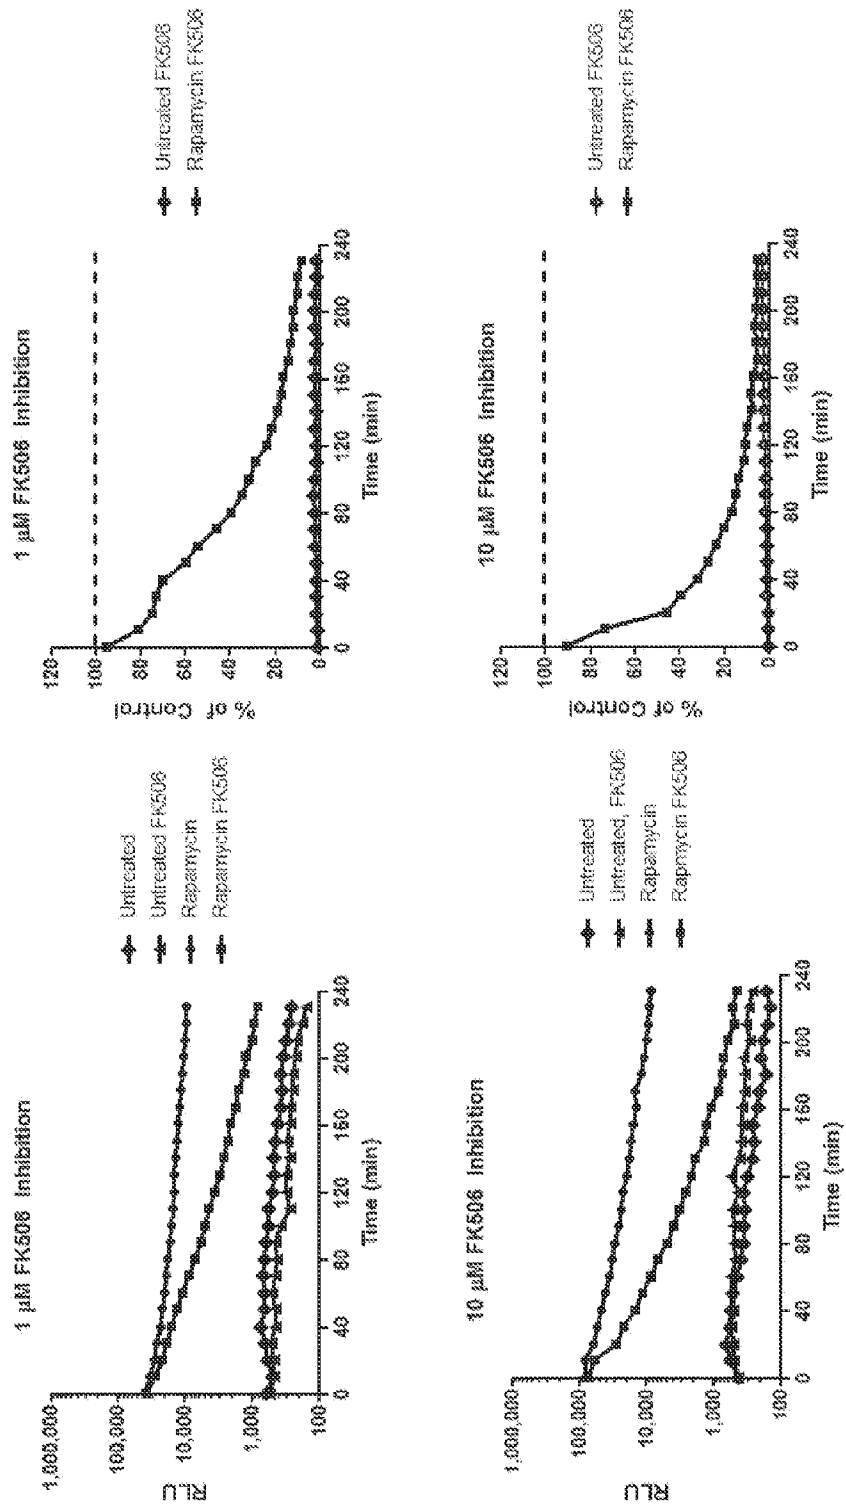 1 µM FK506 Inhibition
RLU
1,000,000
100,000
10,000
1,000
100
0 40 80 120 160 200 240
Time (min)
Untreated
Untreated FK506
Rapamycin
Rapamycin FK506
1 µM FK506 Inhibition
% of Control
120
100
80
60
40
20
0
0 40 80 120 160 200 240
Time (min)
Untreated FK506
Rapamycin FK506
10 µM FK506 Inhibition
RLU
1,000,000
100,000
10,000
1,000
100
0 40 80 120 160 200 240
Time (min)
Untreated
Untreated, FK506
Rapamycin
Rapmycin FK506
10 µM FK506 Inhibition
% of Control
120
100
80
60
40
20
0
0 40 80 120 160 200 240
Time (min)
Untreated FK506
Rapamycin FK506